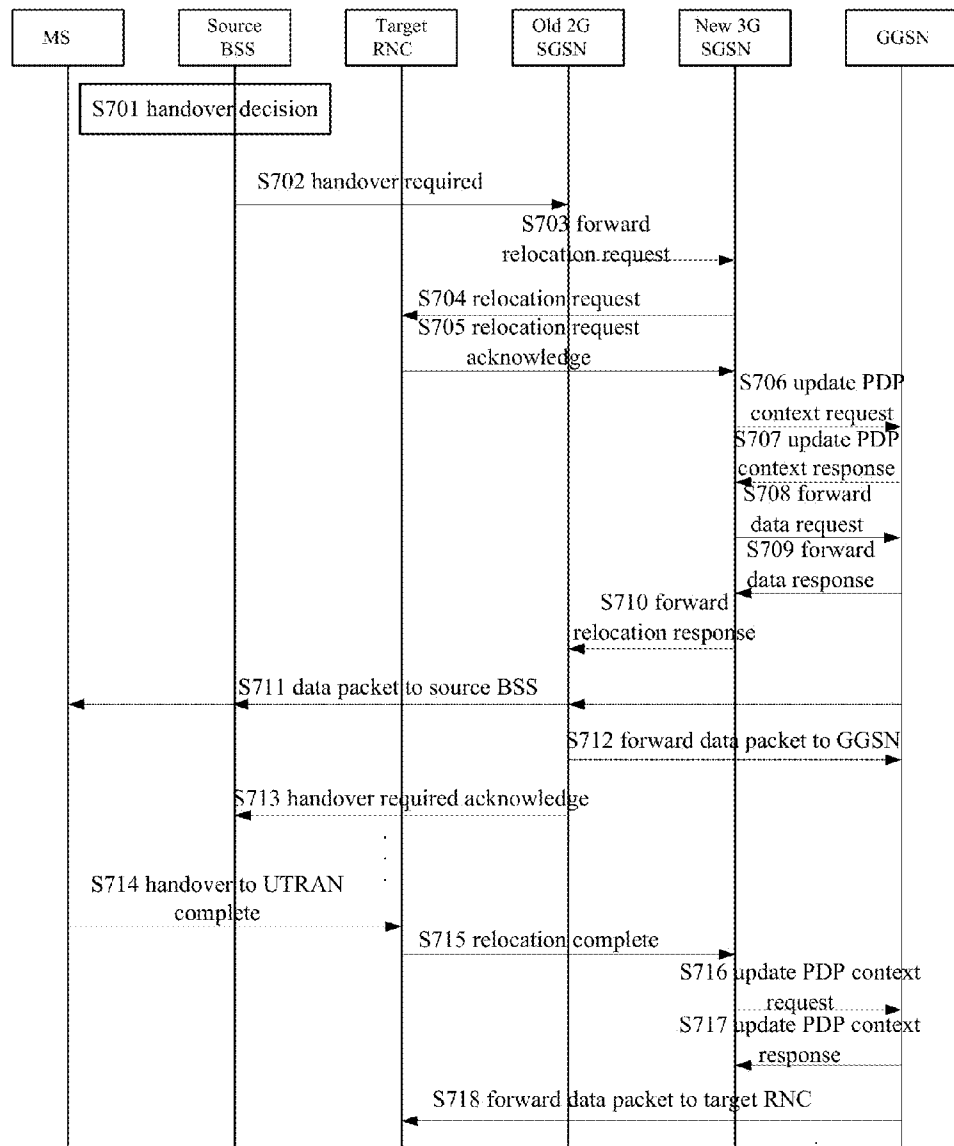 MS
Source
BSS
Target
RNC
Old 2G
SGSN
New 3G
SGSN
GGSN
S701 handover decision
S702 handover required
S703 forward
relocation request
S704 relocation request
S705 relocation request
acknowledge
S706 update PDP
context request
S707 update PDP
context response
S708 forward
data request
S709 forward
data response
S710 forward
relocation response
S711 data packet to source BSS
S712 forward data packet to GGSN
S713 handover required acknowledge
S714 handover to UTRAN
complete
S715 relocation complete
S716 update PDP context
request
S717 update PDP context
response
S718 forward data packet to target RNC